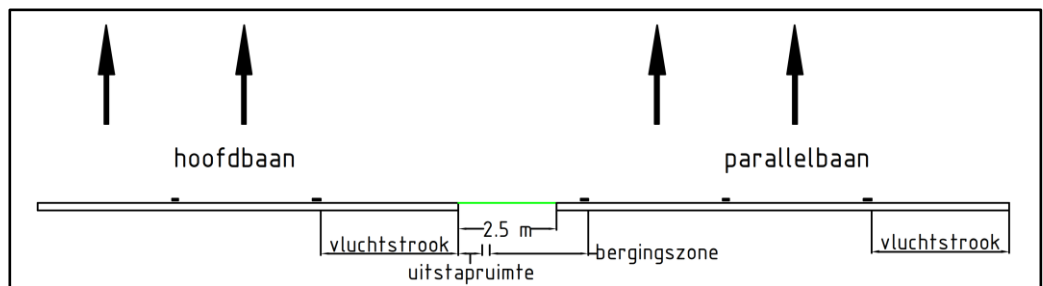 hoofdbaan
parallelbaan
2.5 m
vluchtstrook
bergingszone
vluchtstrook
uitstapruimte